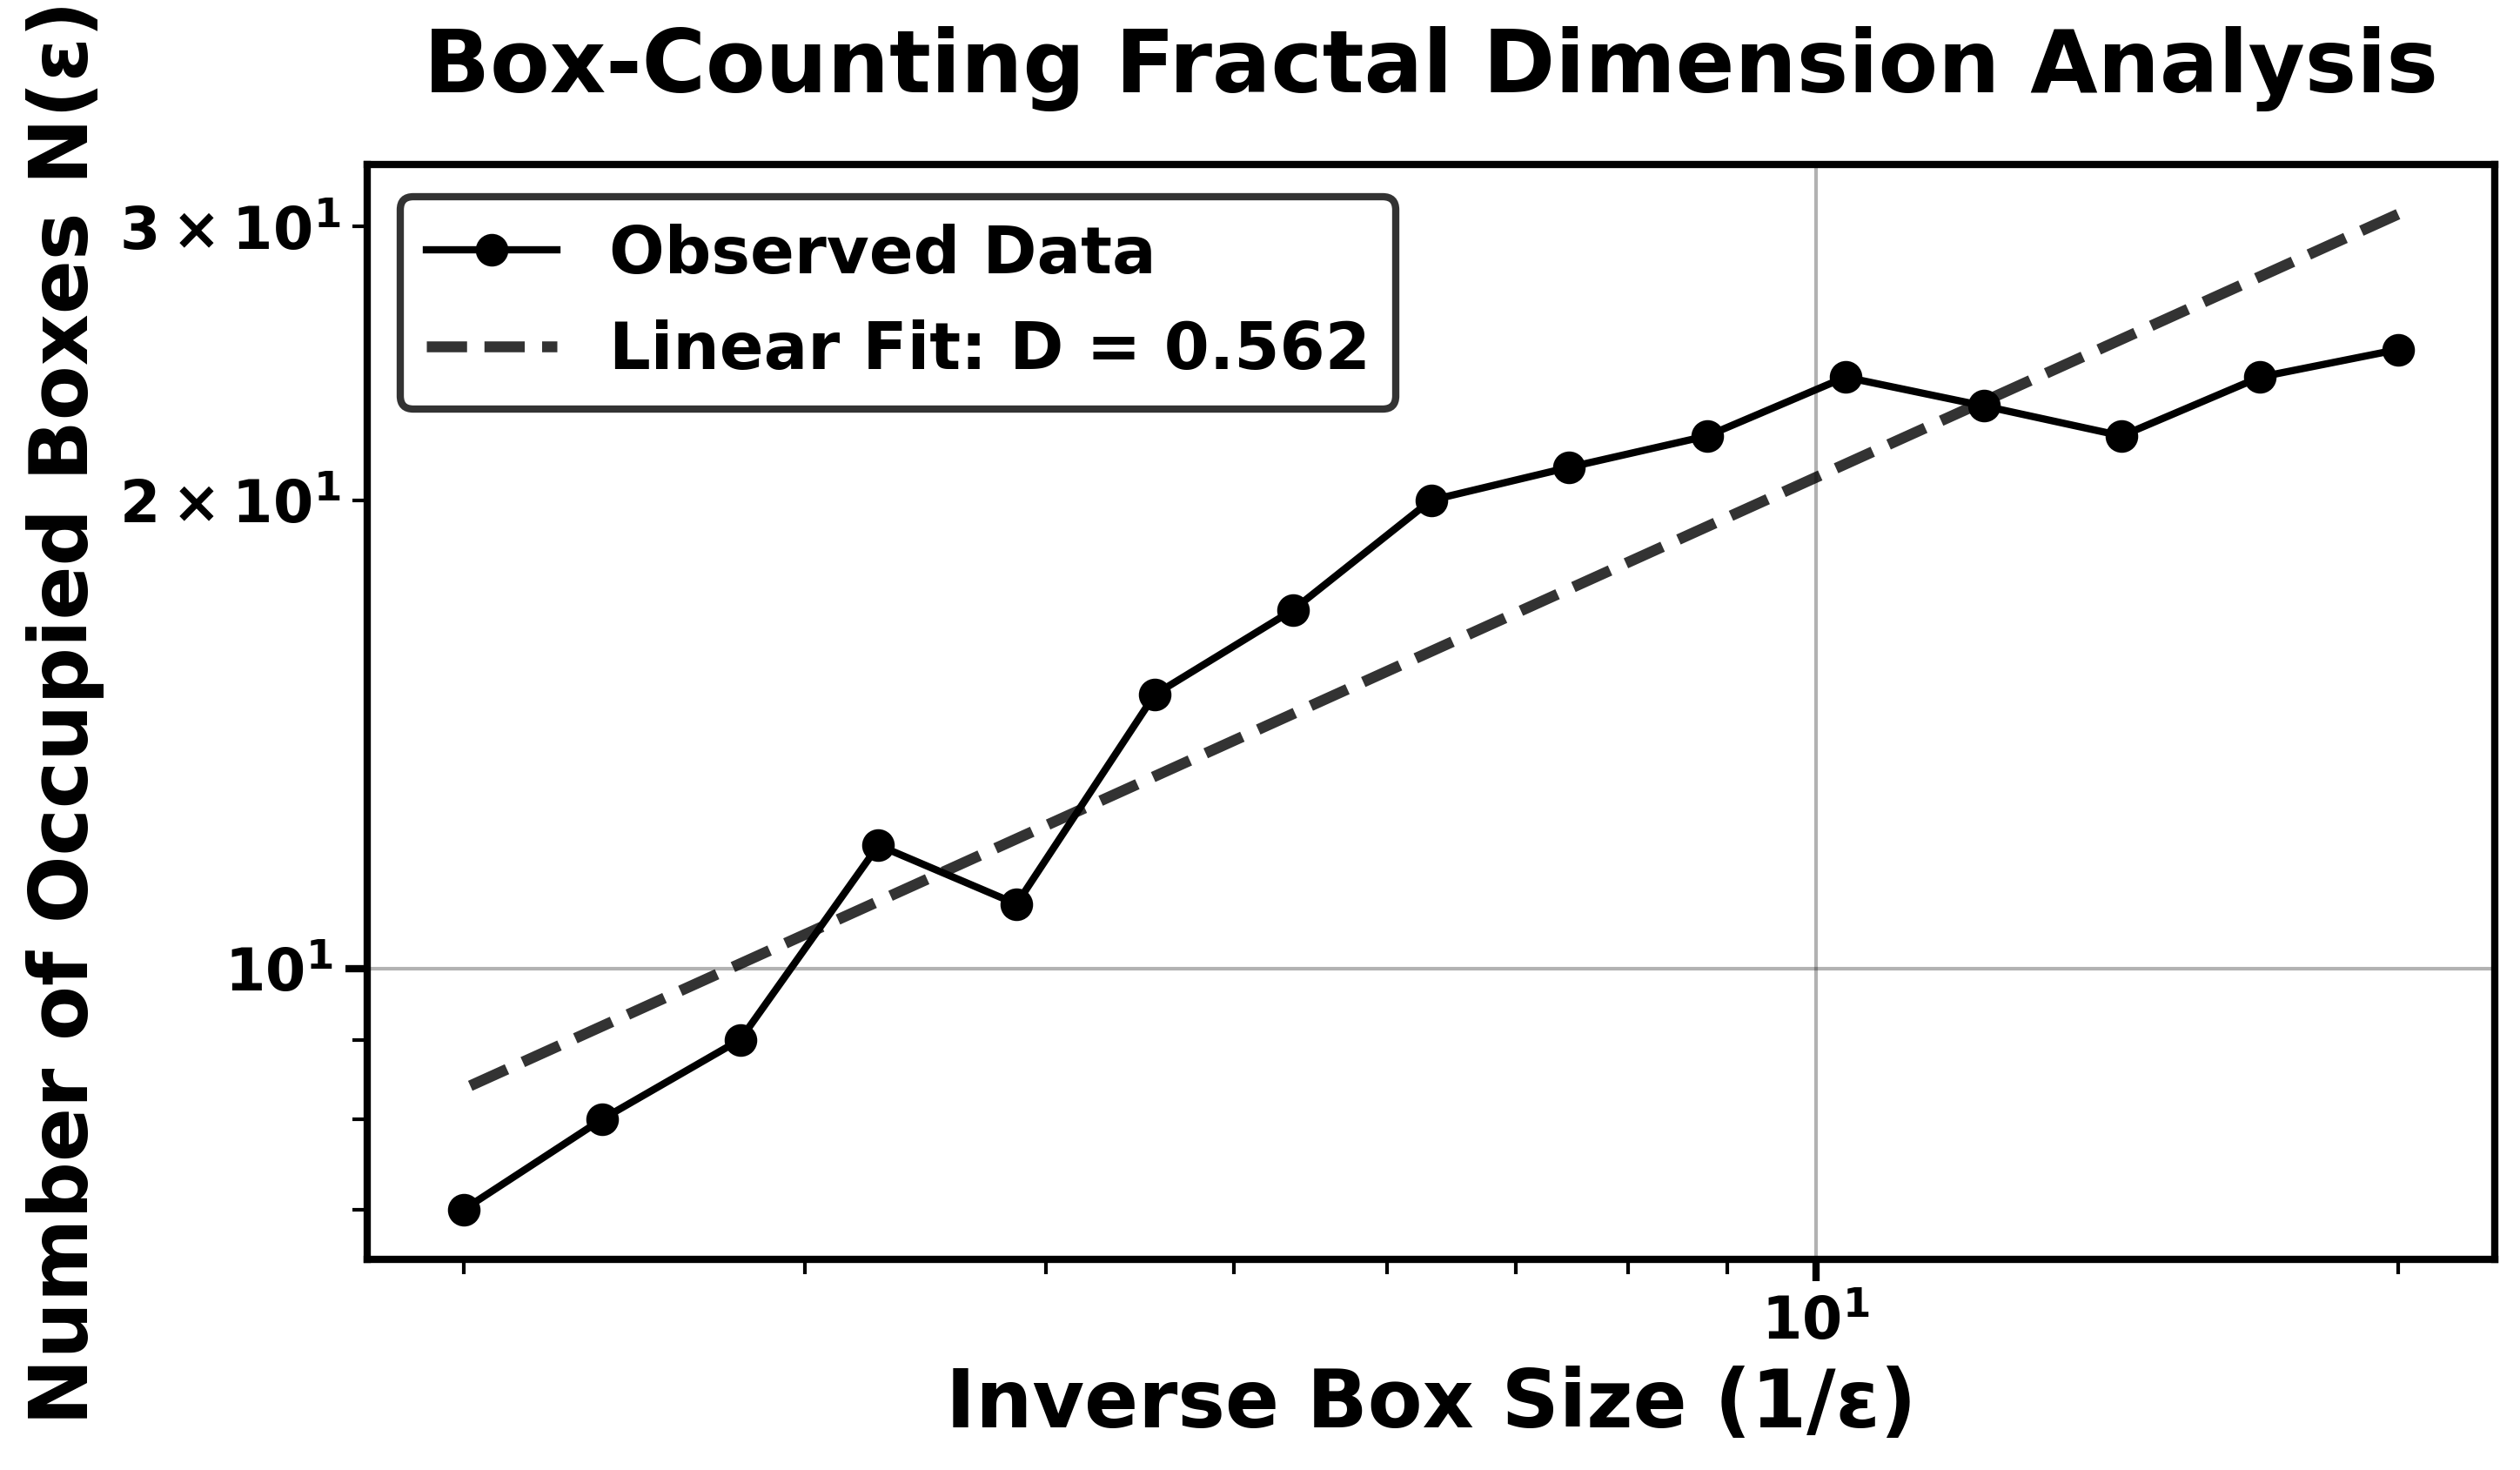 Box-Counting Fractal Dimension Analysis
Number of Occupied Boxes N(ε)
3 × 10¹
2 × 10¹
10¹
Observed Data
Linear Fit: D = 0.562
10¹
Inverse Box Size (1/ε)